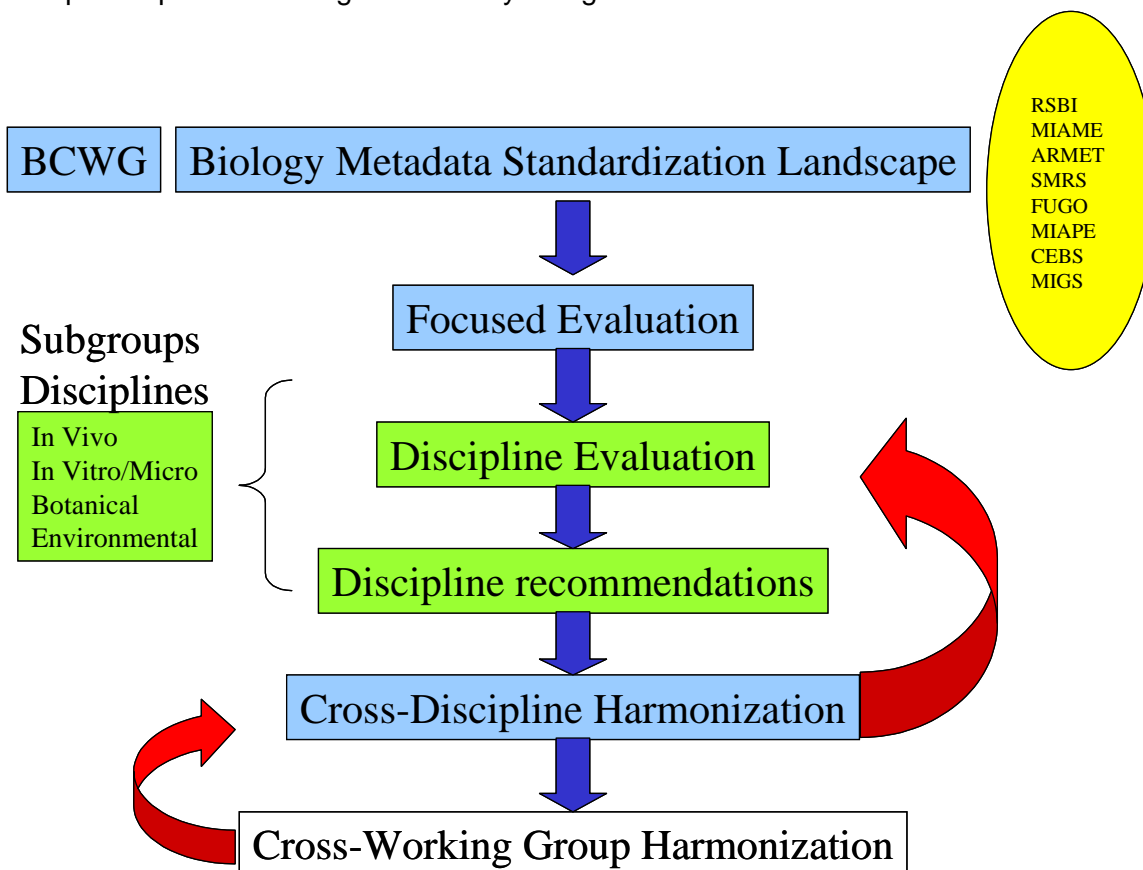 BCWG
Biology Metadata Standardization Landscape
RSBI
MIAME
ARMET
SMRS
FUGO
MIAPE
CEBS
MIGS
Focused Evaluation
Subgroups
Disciplines
In Vivo
In Vitro/Micro
Botanical
Environmental
Discipline Evaluation
Discipline recommendations
Cross-Discipline Harmonization
Cross-Working Group Harmonization